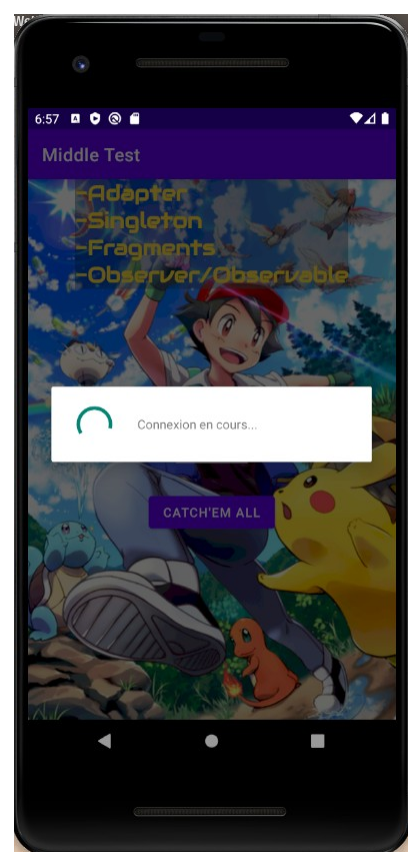 6:57
Middle Test
-Adapter
-Singleton
-Fragments
-Observer/Observable
Connexion en cours...
CATCH'EM ALL